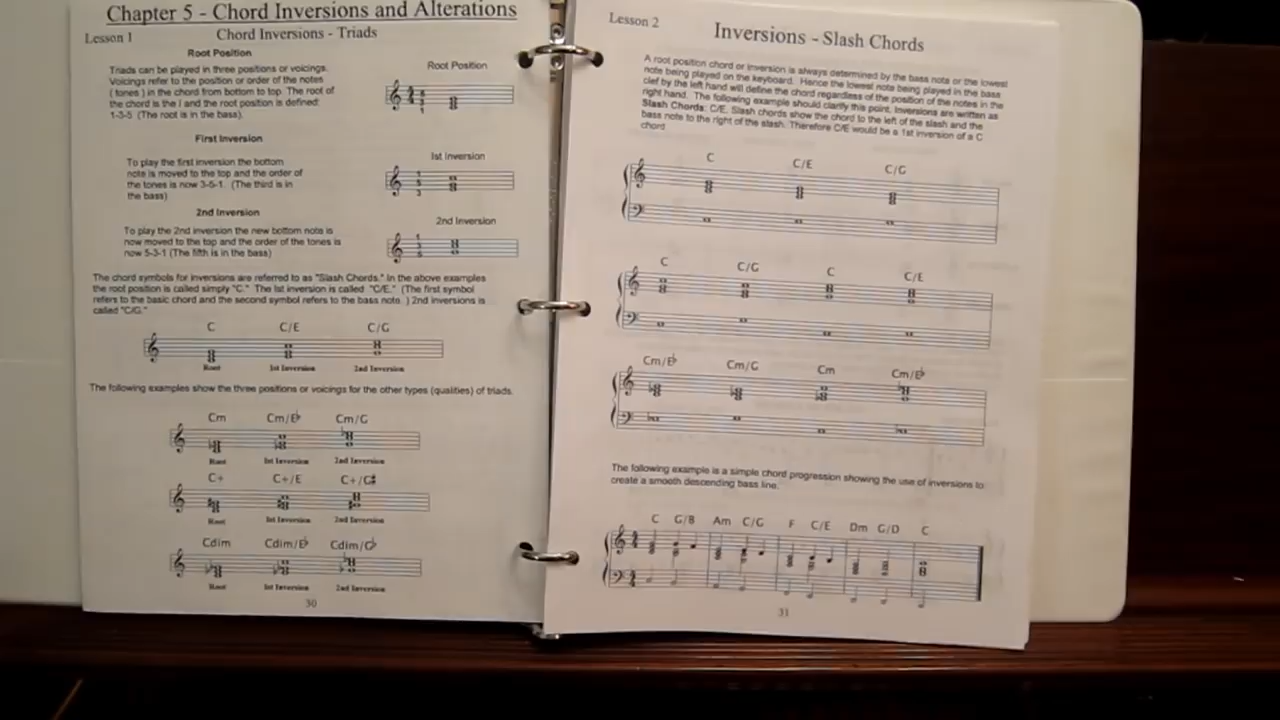 Chapter 5 - Chord Inversions and Alterations
Lesson 1
Chord Inversions - Triads
Root Position
Triads can be played in three positions or voicings.
Voicings refer to the position or order of the notes
( tones ) in the chord from bottom to top. The root of
the chord is the I and the root position is defined:
1-3-5 (The root is in the bass).
Root Position
First Inversion
To play the first inversion the bottom
note is moved to the top and the order of
the tones is now 3-5-1. (The third is in
the bass)
1st Inversion
2nd Inversion
To play the 2nd inversion the new bottom note is
now moved to the top and the order of the tones is
now 5-3-1 (The fifth is in the bass)
2nd Inversion
The chord symbols for inversions are referred to as "Slash Chords." In the above examples
the root position is called simply "C." The 1st inversion is called "C/E." (The first symbol
refers to the basic chord and the second symbol refers to the bass note. ) 2nd inversions is
called "C/G."
C C/E C/G
Root 1st Inversion 2nd Inversion
The following examples show the three positions or voicings for the other types (qualities) of triads.
Cm Cm/E♭ Cm/G
Root 1st Inversion 2nd Inversion
C+ C+/E C+/G♯
Root 1st Inversion 2nd Inversion
Cdim Cdim/E♭ Cdim/G♭
Root 1st Inversion 2nd Inversion
30
Lesson 2
Inversions - Slash Chords
A root position chord or inversion is always determined by the bass note or the lowest
note being played on the keyboard. Hence the lowest note being played in the bass
clef by the left hand will define the chord regardless of the position of the notes in the
right hand. The following example should clarify this point. Inversions are written as
Slash Chords: C/E. Slash chords show the chord to the left of the slash and the
bass note to the right of the slash. Therefore C/E would be a 1st inversion of a C
chord
C C/E C/G
C C/G C C/E
Cm/E♭ Cm/G Cm Cm/E♭
The following example is a simple chord progression showing the use of inversions to
create a smooth descending bass line.
C G/B Am C/G F C/E Dm G/D C
31